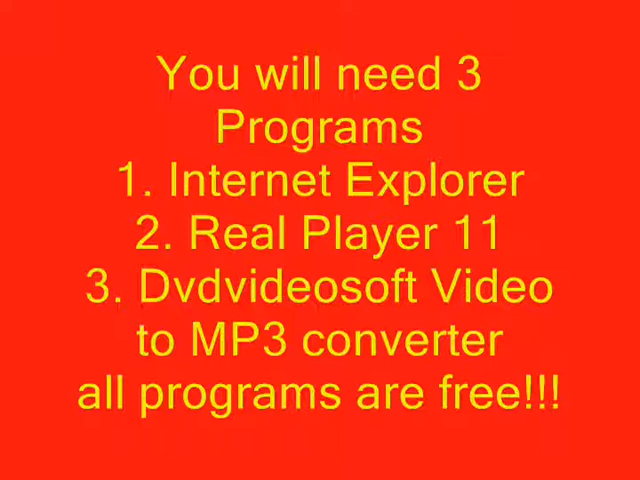 You will need 3
Programs
1. Internet Explorer
2. Real Player 11
3. Dvdvideosoft Video
to MP3 converter
all programs are free!!!